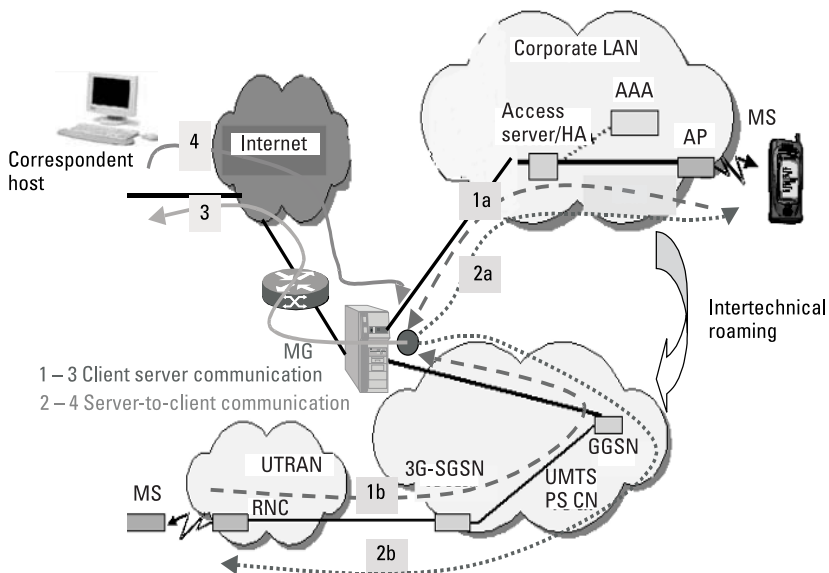 Corporate LAN
AAA
Access
server/HA
AP
MS
4
Internet
Correspondent
host
3
1a
2a
Intertechnical
roaming
MG
1 – 3 Client server communication
2 – 4 Server-to-client communication
GGSN
UTRAN
3G-SGSN
UMTS
PS CN
MS
RNC
1b
2b